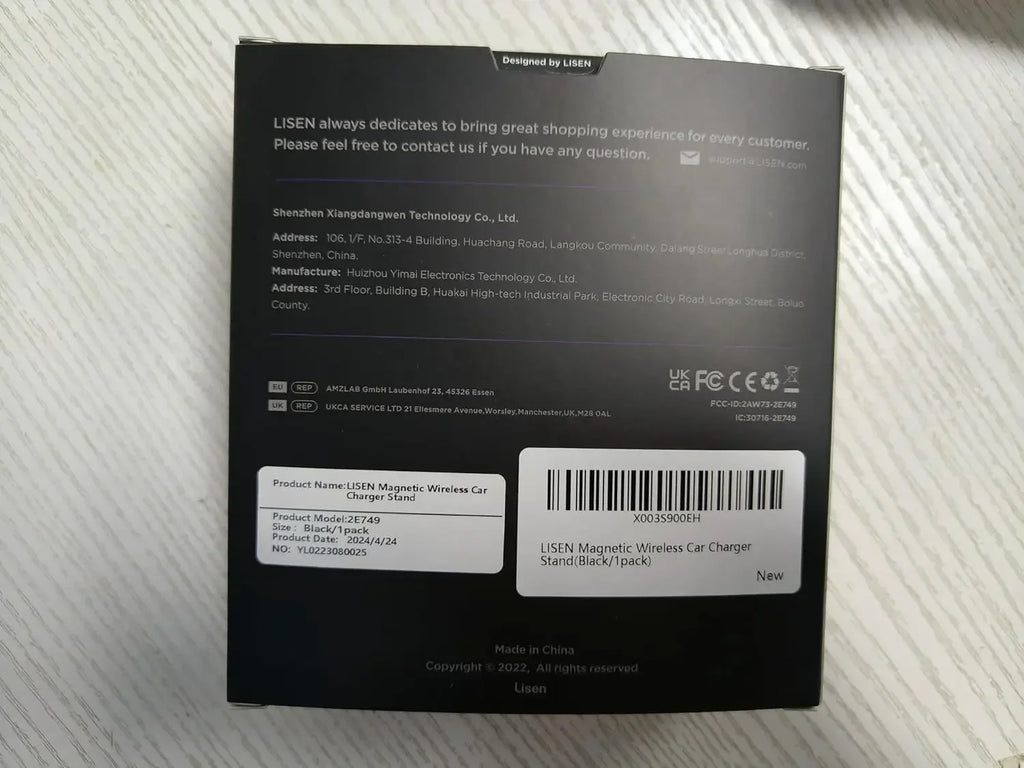 Designed by LISEN
LISEN always dedicates to bring great shopping experience for every customer.
Please feel free to contact us if you have any question.
support@LISEN.com
Shenzhen Xiangdangwen Technology Co., Ltd.
Address: 106, 1/F, No.313-4 Building, Huachang Road, Langkou Community, Dalang Street Longhua District,
Shenzhen, China.
Manufacture: Huizhou Yimai Electronics Technology Co., Ltd.
Address: 3rd Floor, Building B, Huakai High-tech Industrial Park, Electronic City Road, Longxi Street, Boluo
County.
UK
CA FC CE
FCC-ID:2AW73-2E749
IC:30716-2E749
EU REP AMZLAB GmbH Laubenhof 23, 45326 Essen
UK REP UKCA SERVICE LTD 21 Ellesmere Avenue,Worsley,Manchester,UK,M28 0AL
Product Name:LISEN Magnetic Wireless Car
Charger Stand
Product Model:2E749
Size : Black/1pack
Product Date: 2024/4/24
NO: YL0223080025
X003S900EH
LISEN Magnetic Wireless Car Charger
Stand(Black/1pack)
New
Made in China
Copyright © 2022, All rights reserved
Lisen